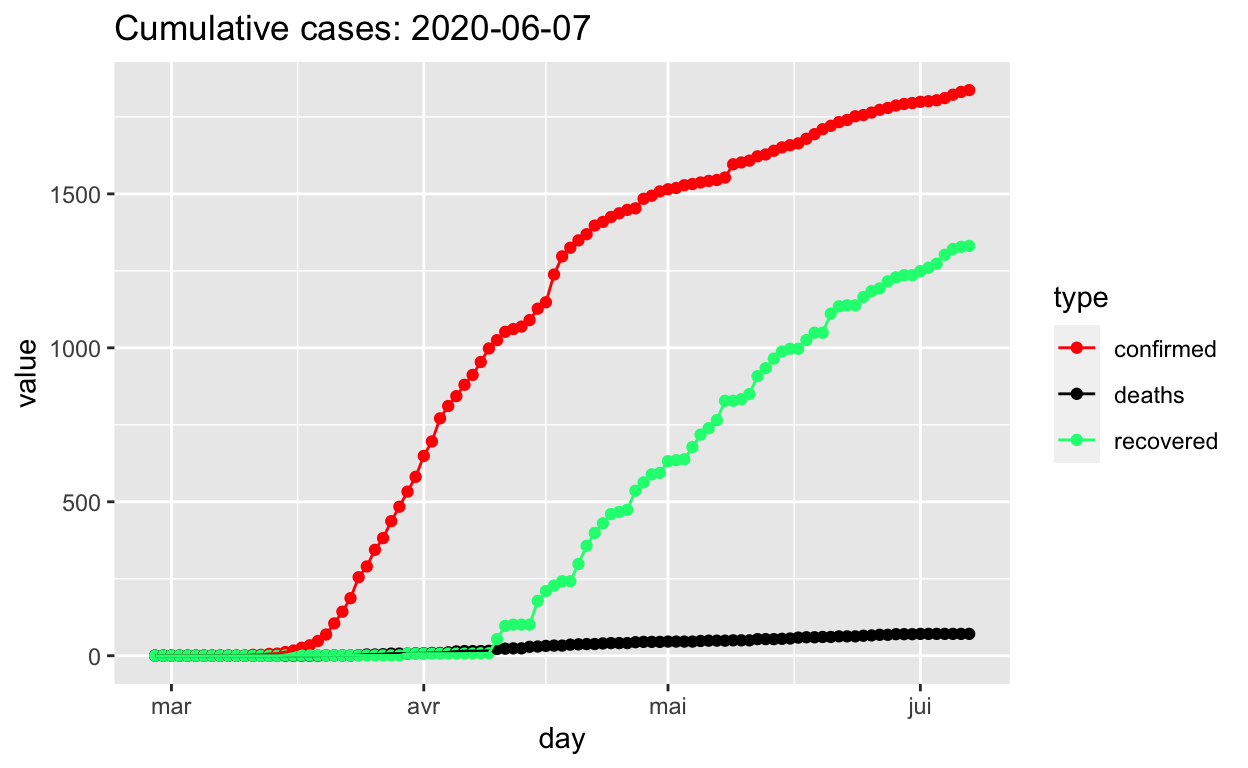 Cumulative cases: 2020-06-07
value
1500
1000
500
0
mar avr mai jui
day
type
confirmed
deaths
recovered